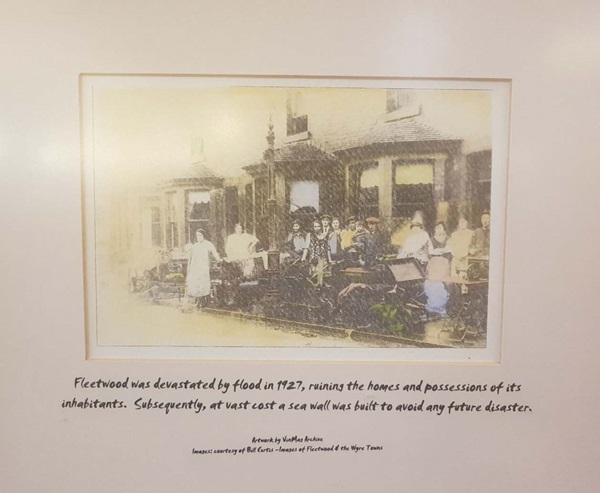 Fleetwood was devastated by flood in 1927, ruining the homes and possessions of its
inhabitants. Subsequently, at vast cost a sea wall was built to avoid any future disaster.
Artwork by VinMag Archive
Images: courtesy of Bill Curtis - Images of Fleetwood & the Wyre Towns